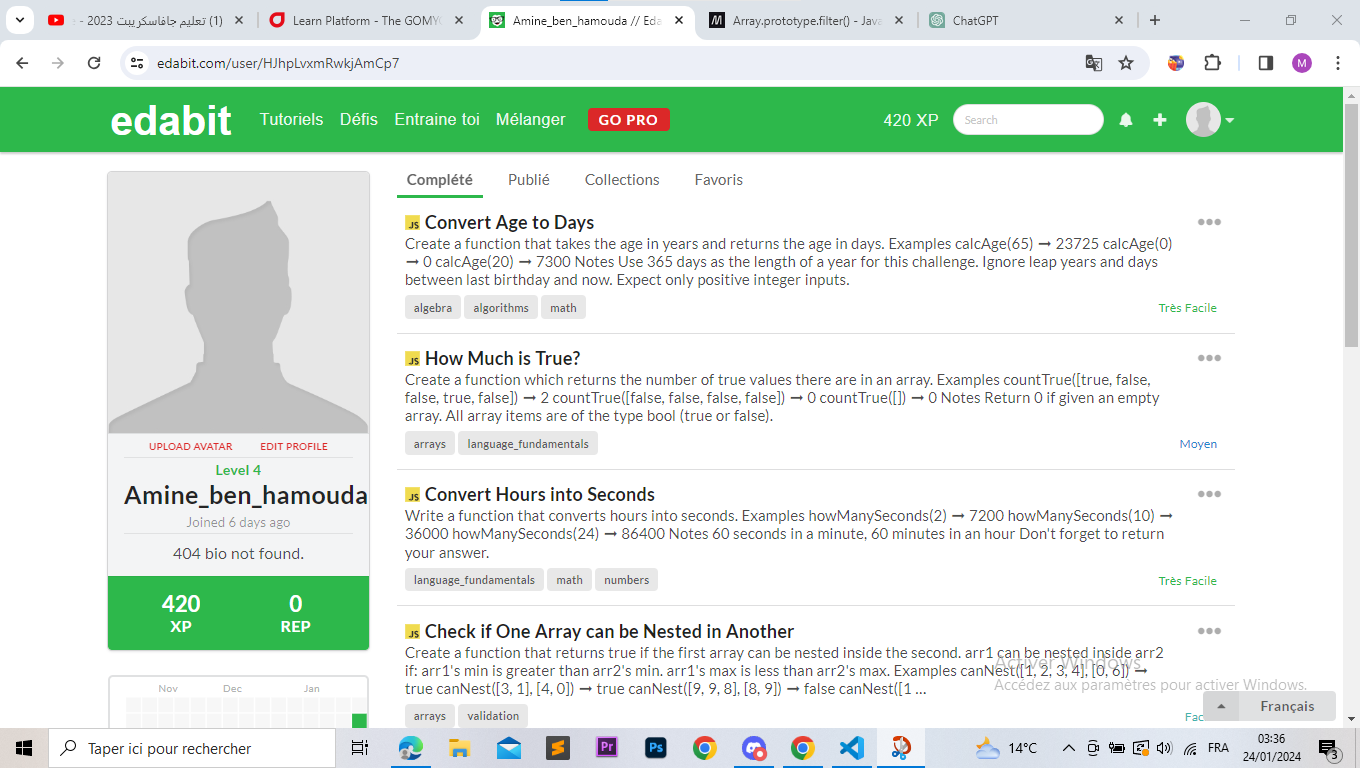 (1) تعليم جافاسكريبت 2023 -
Learn Platform - The GOMYC
Amine_ben_hamouda // Eda
Array.prototype.filter() - Java
ChatGPT
edabit.com/user/HJhpLvxmRwkjAmCp7
M
edabit
Tutoriels
Défis
Entraine toi
Mélanger
GO PRO
420 XP
Search
Complété
Publié
Collections
Favoris
JS Convert Age to Days
Create a function that takes the age in years and returns the age in days. Examples calcAge(65) ➞ 23725 calcAge(0)
➞ 0 calcAge(20) ➞ 7300 Notes Use 365 days as the length of a year for this challenge. Ignore leap years and days
between last birthday and now. Expect only positive integer inputs.
algebra algorithms math Très Facile
JS How Much is True?
Create a function which returns the number of true values there are in an array. Examples countTrue([true, false,
false, true, false]) ➞ 2 countTrue([false, false, false, false]) ➞ 0 countTrue([]) ➞ 0 Notes Return 0 if given an empty
array. All array items are of the type bool (true or false).
arrays language_fundamentals Moyen
JS Convert Hours into Seconds
Write a function that converts hours into seconds. Examples howManySeconds(2) ➞ 7200 howManySeconds(10) ➞
36000 howManySeconds(24) ➞ 86400 Notes 60 seconds in a minute, 60 minutes in an hour Don't forget to return
your answer.
language_fundamentals math numbers Très Facile
JS Check if One Array can be Nested in Another
Create a function that returns true if the first array can be nested inside the second. arr1 can be nested inside arr2
if: arr1's min is greater than arr2's min. arr1's max is less than arr2's max. Examples canNest([1, 2, 3, 4], [0, 6]) ➞
true canNest([3, 1], [4, 0]) ➞ true canNest([9, 9, 8], [8, 9]) ➞ false canNest([1 ...
arrays validation Fac
UPLOAD AVATAR EDIT PROFILE
Level 4
Amine_ben_hamouda
Joined 6 days ago
404 bio not found.
420 0
XP REP
Nov Dec Jan
Activer Windows
Accédez aux paramètres pour activer Windows.
Français
Taper ici pour rechercher
Pr
Ps
14°C
FRA
03:36
24/01/2024
3